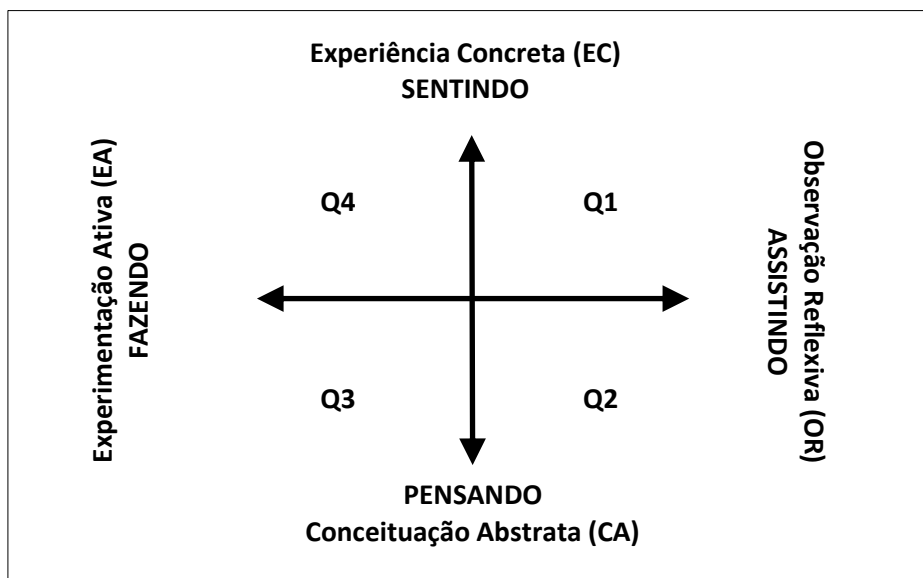 Experiência Concreta (EC)
SENTINDO
Experimentação Ativa (EA)
FAZENDO
Q4
Q1
Observação Reflexiva (OR)
ASSISTINDO
Q3
Q2
PENSANDO
Conceituação Abstrata (CA)